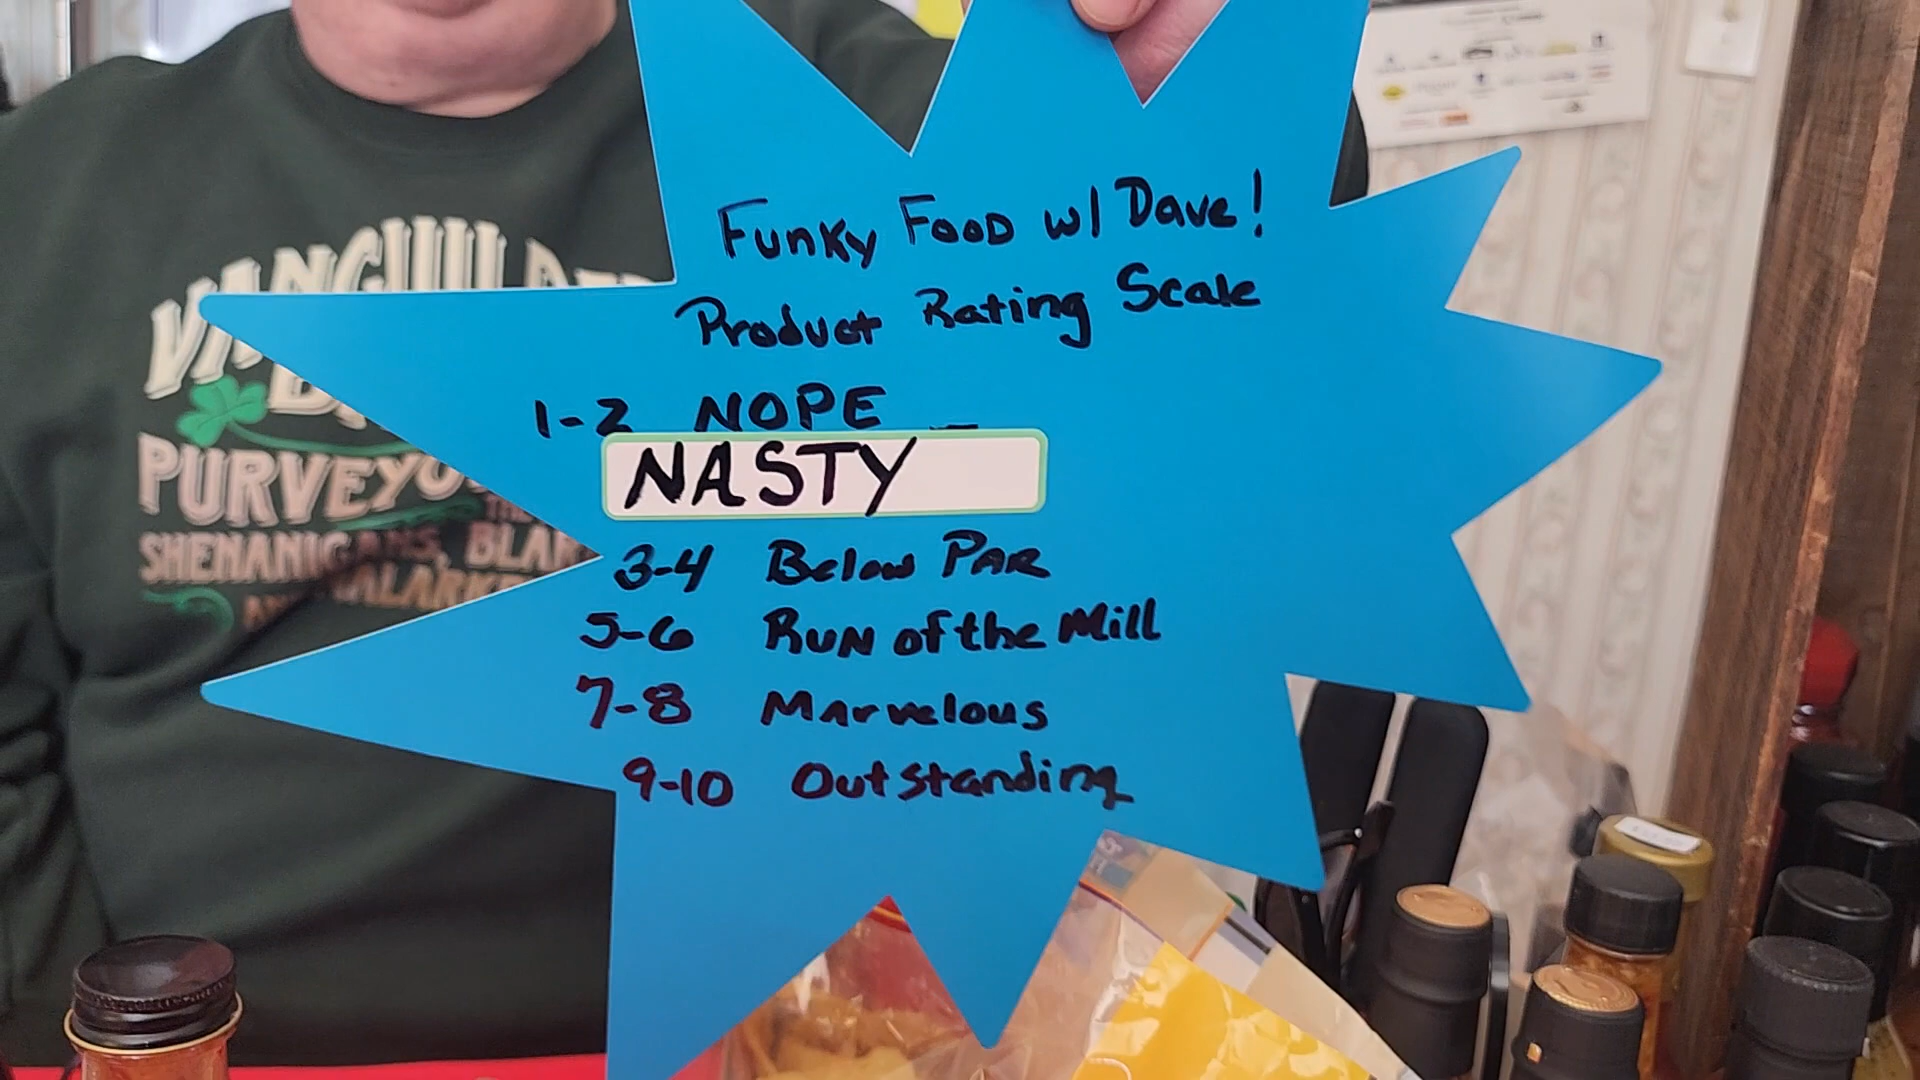 Funky Food w/ Dave!
Product Rating Scale
1-2 NOPE
NASTY
3-4 Below PAR
5-6 RUN of the Mill
7-8 Marvelous
9-10 Outstanding
PURVEYO
SHENANIGANS, BLAR